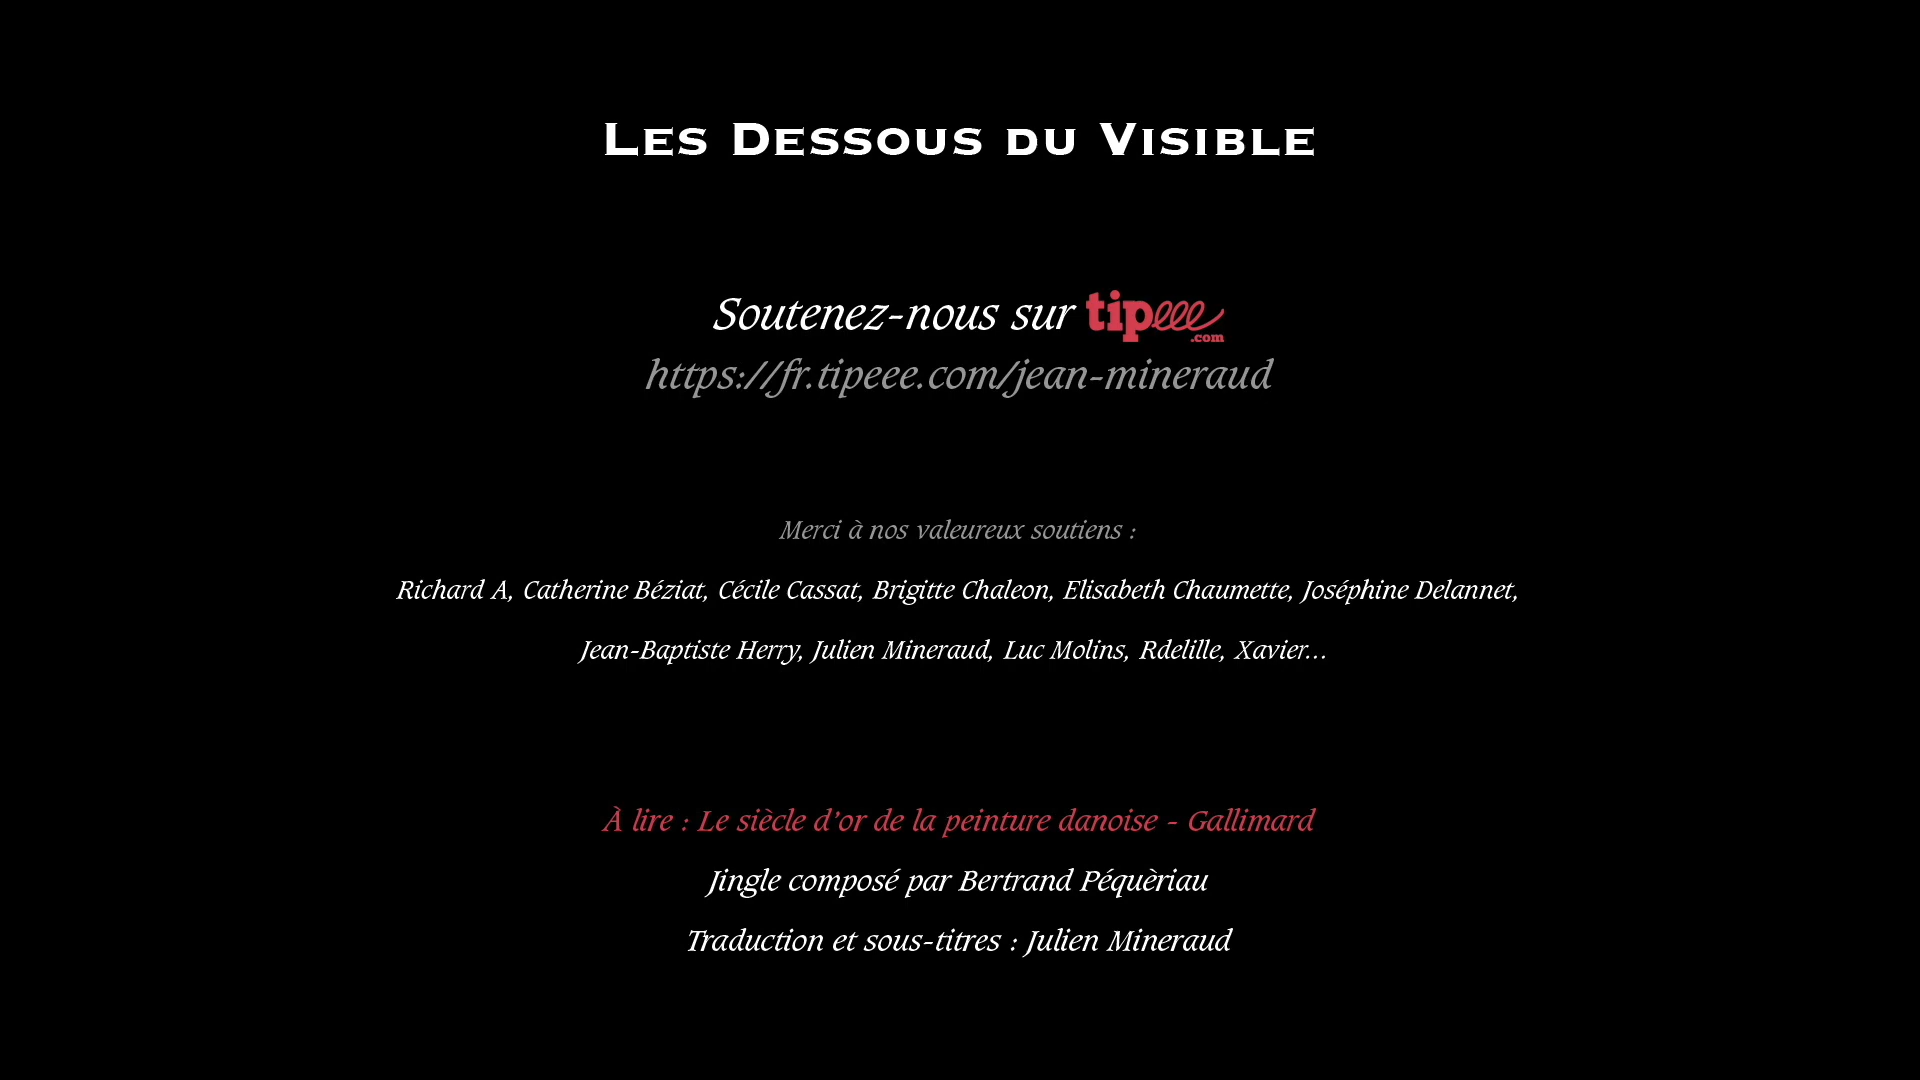 Les Dessous du Visible
Soutenez-nous sur tipeee.com
https://fr.tipeee.com/jean-mineraud
Merci à nos valeureux soutiens :
Richard A, Catherine Béziat, Cécile Cassat, Brigitte Chaleon, Elisabeth Chaumette, Joséphine Delannet,
Jean-Baptiste Herry, Julien Mineraud, Luc Molins, Rdelille, Xavier...
À lire : Le siècle d’or de la peinture danoise - Gallimard
Jingle composé par Bertrand Péquèriau
Traduction et sous-titres : Julien Mineraud